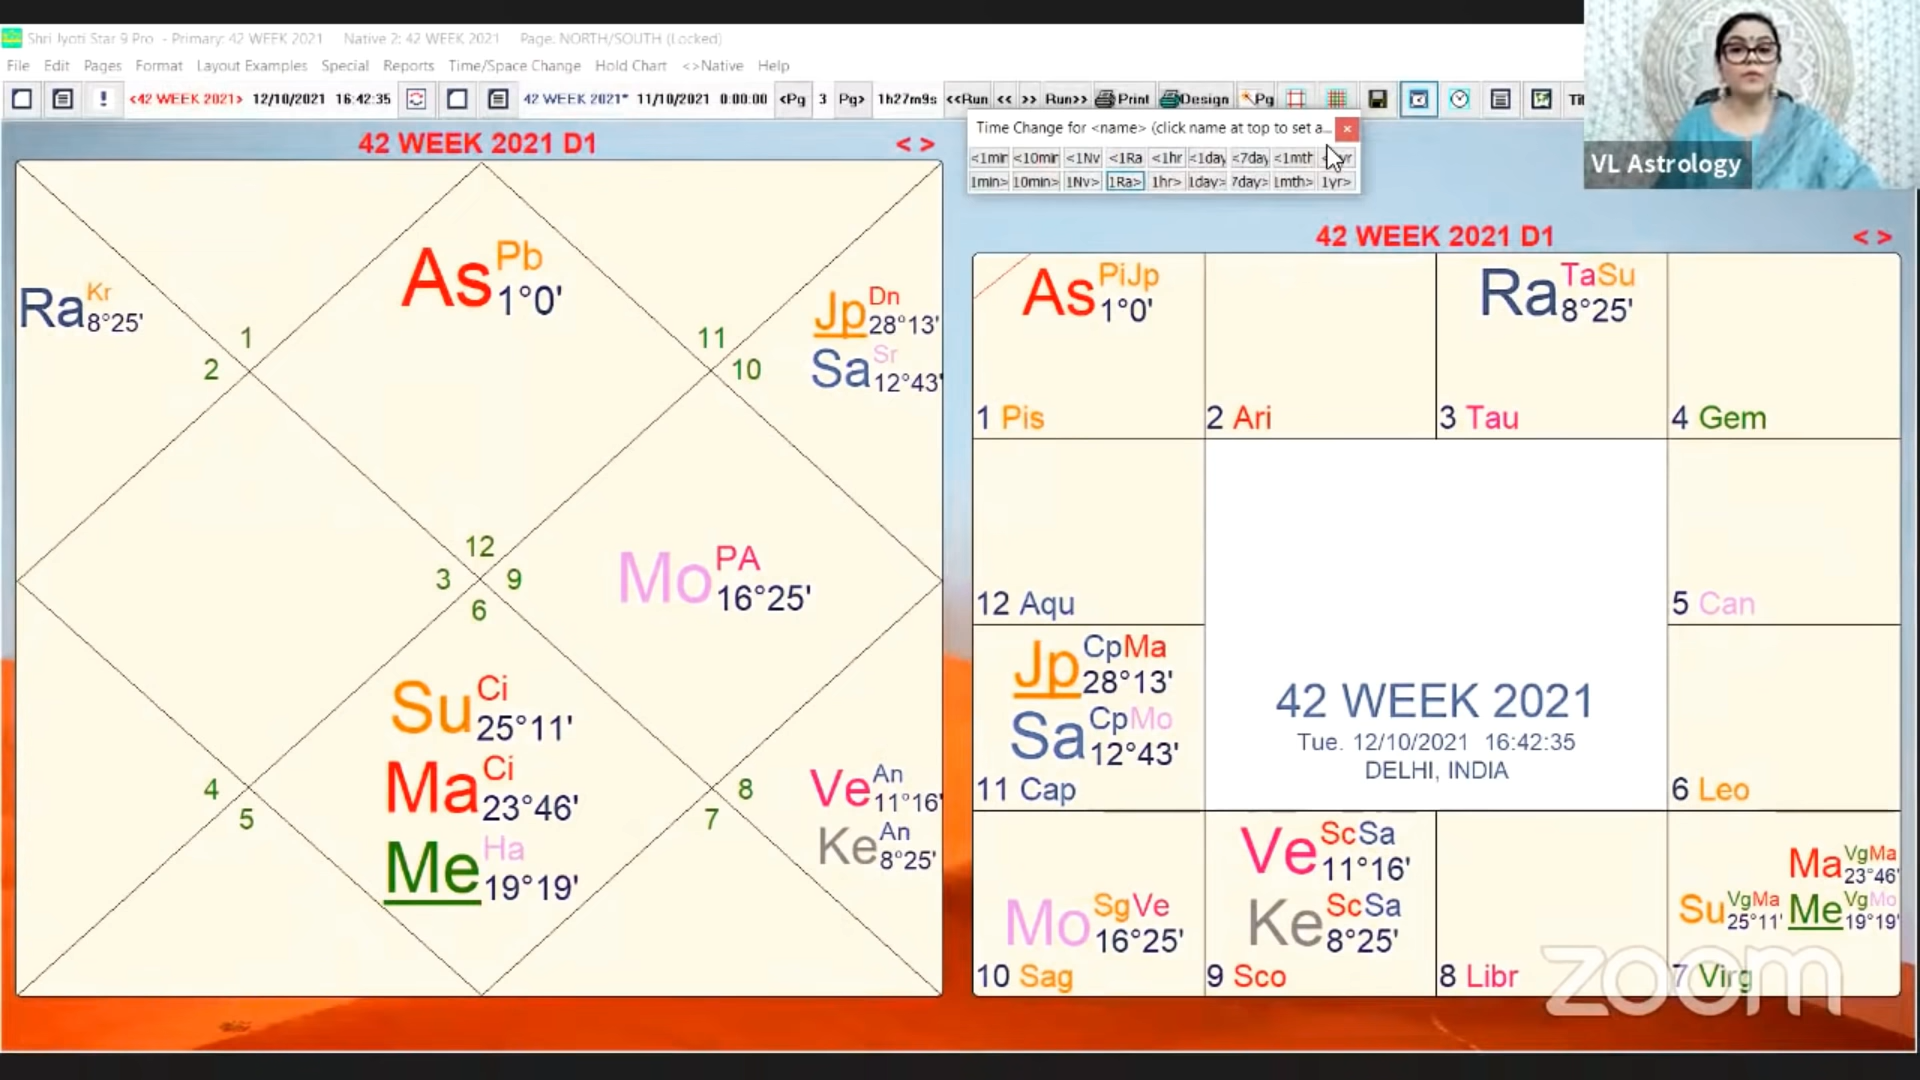 Shri Jyoti Star 9 Pro - Primary: 42 WEEK 2021 Native 2: 42 WEEK 2021 Page. NORTH/SOUTH (Locked)
File Edit Pages Format Layout Examples Special Reports Time/Space Change Hold Chart <>Native Help
! <42 WEEK 2021> 12/10/2021 16:42:35 42 WEEK 2021* 11/10/2021 0:00:00 <Pg 3 Pg> 1h27m9s <<Run << >> Run>> Print Design Pg
Time Change for <name> (click name at top to set a...
<1min <10min <1Nv <1Ra <1hr <1day <7day <1mth
1min> 10min> 1Nv> 1Ra> 1hr> 1day> 7day> 1mth> 1yr>
VL Astrology
42 WEEK 2021 D1 < >
Ra Kr 8°25'
As Pb 1°0'
Jp Dn 28°13'
Sa Sr 12°43'
1
2
11
10
12
3 9
6
Mo PA 16°25'
Su Ci 25°11'
Ma Ci 23°46'
Me Ha 19°19'
4
5
8
7
Ve An 11°16'
Ke An 8°25'
42 WEEK 2021 D1 < >
As PiJp 1°0'
1 Pis
2 Ari
Ra TaSu 8°25'
3 Tau
4 Gem
12 Aqu
5 Can
Jp CpMa 28°13'
Sa CpMo 12°43'
11 Cap
42 WEEK 2021
Tue. 12/10/2021 16:42:35
DELHI, INDIA
6 Leo
Mo SgVe 16°25'
10 Sag
Ve ScSa 11°16'
Ke ScSa 8°25'
9 Sco
8 Libr
Ma VgMa 23°46'
Su VgMa 25°11' Me VgMo 19°19'
7 Virg
zoom